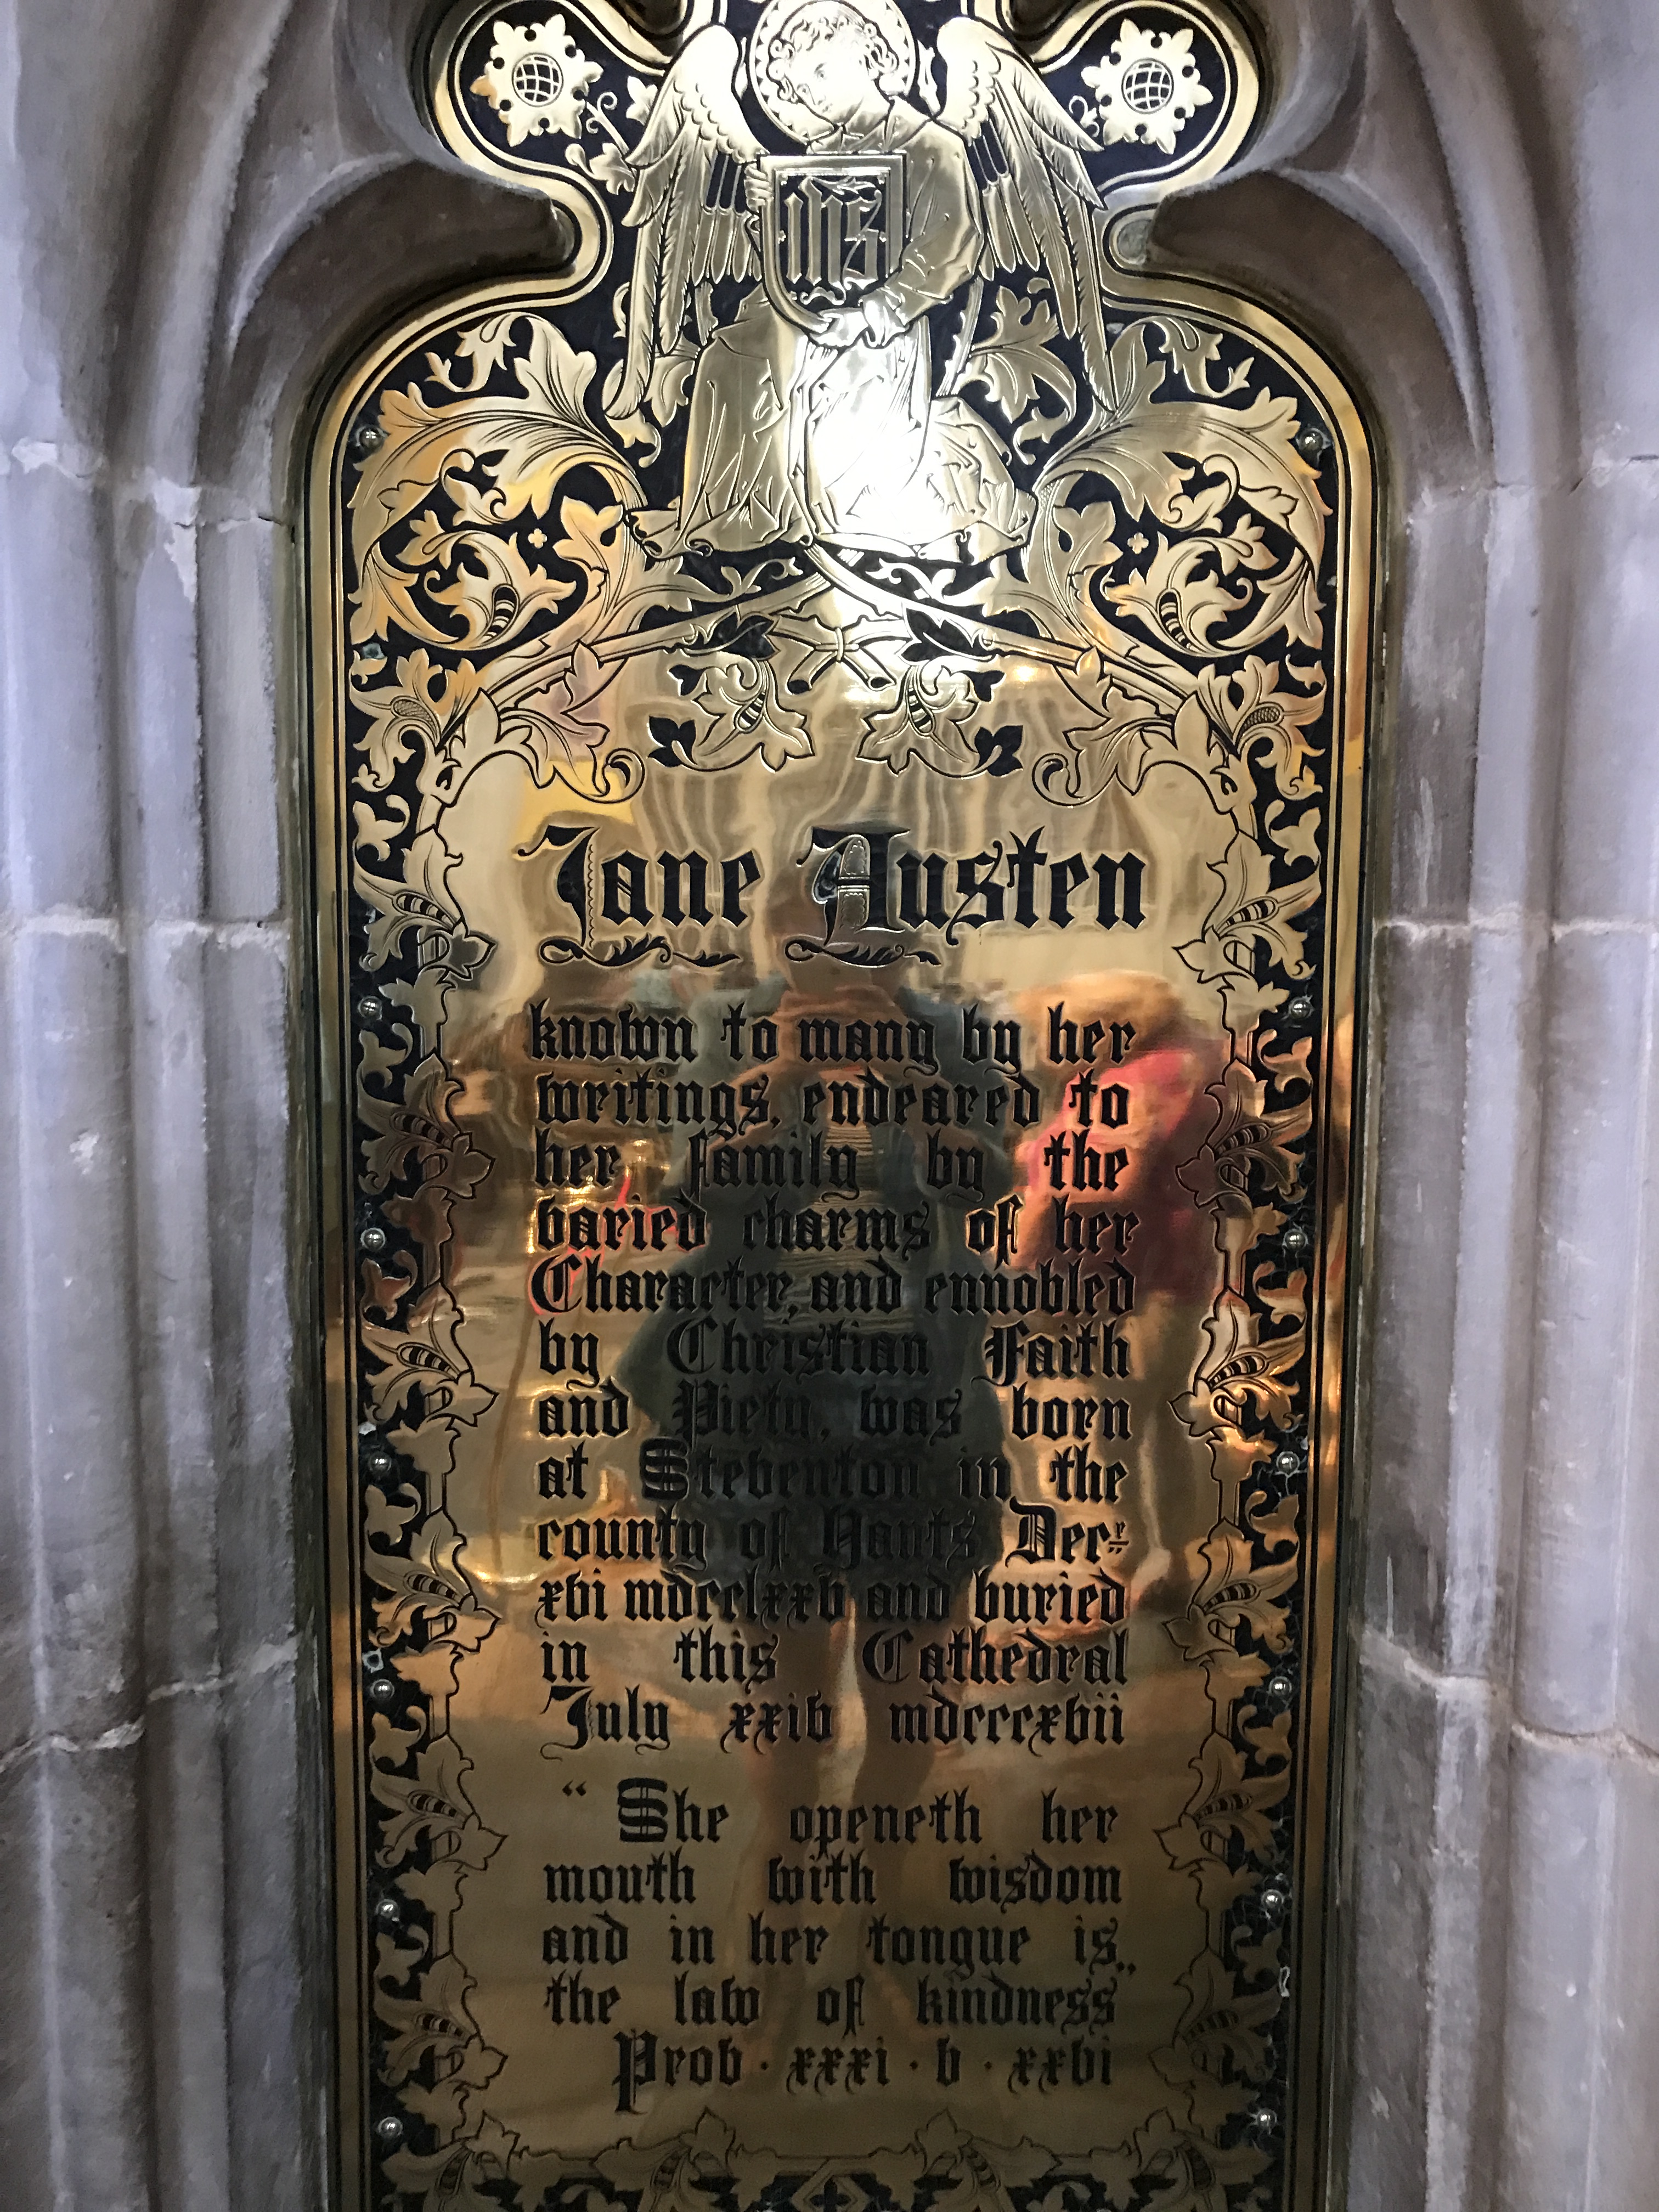 ihs
Jane Austen
known to many by her
writings, endeared to
her family by the
varied charms of her
Character, and ennobled
by Christian Faith
and Piety, was born
at Steventon in the
county of Hants Decr
xvi mdcclxxv and buried
in this Cathedral
July xxiv mdcccxvii
“ She openeth her
mouth with wisdom
and in her tongue is
the law of kindness”
Prov · xxxi · v · xxvi